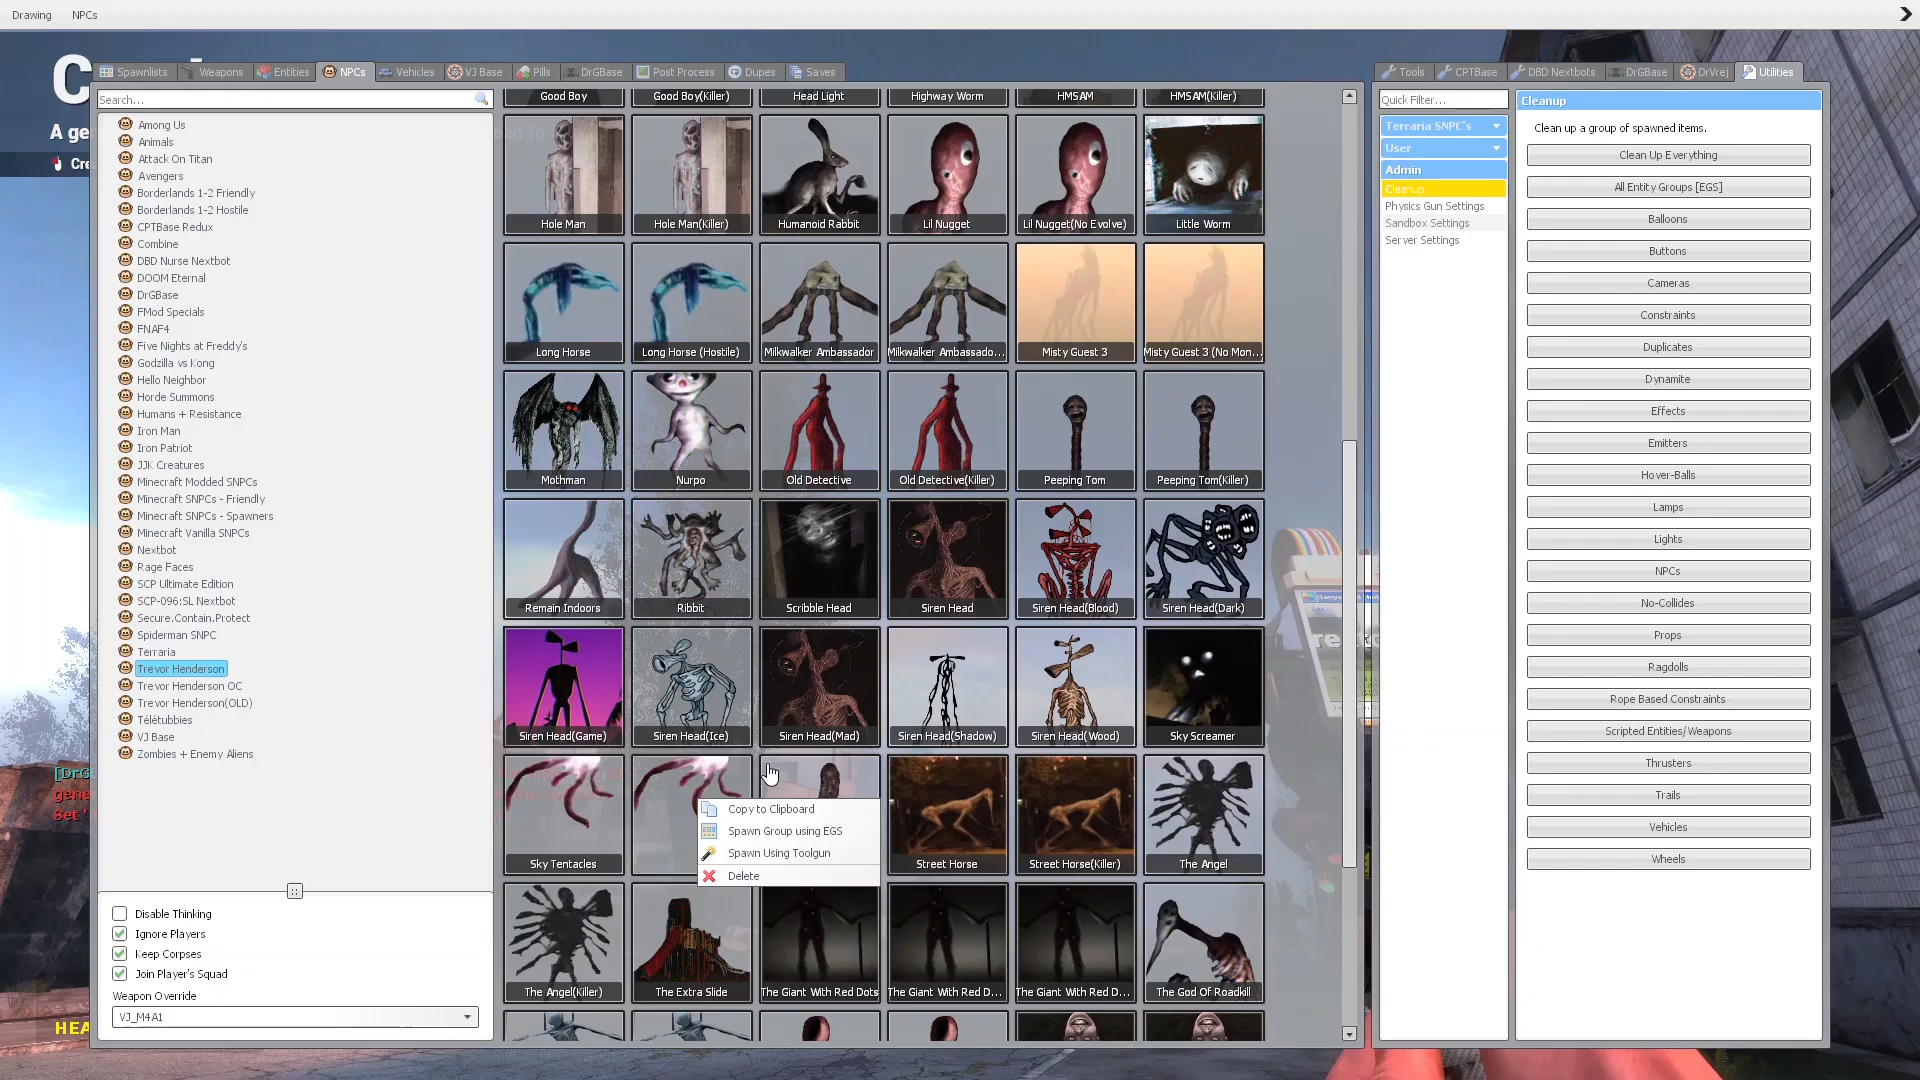 Drawing NPCs
Spawnlists Weapons Entities NPCs Vehicles VJ Base Pills DrGBase Post Process Dupes Saves
Tools CPTBase DBD Nextbots DrGBase DrVrej Utilities
A ge
Cre
Search...
Among Us
Animals
Attack On Titan
Avengers
Borderlands 1-2 Friendly
Borderlands 1-2 Hostile
CPTBase Redux
Combine
DBD Nurse Nextbot
DOOM Eternal
DrGBase
FMod Specials
FNAF4
Five Nights at Freddy's
Godzilla vs Kong
Hello Neighbor
Horde Summons
Humans + Resistance
Iron Man
Iron Patriot
JJK Creatures
Minecraft Modded SNPCs
Minecraft SNPCs - Friendly
Minecraft SNPCs - Spawners
Minecraft Vanilla SNPCs
Nextbot
Rage Faces
SCP Ultimate Edition
SCP-096:SL Nextbot
Secure.Contain.Protect
Spiderman SNPC
Terraria
Trevor Henderson
Trevor Henderson OC
Trevor Henderson(OLD)
Télétubbies
VJ Base
Zombies + Enemy Aliens
[DrG
gene
Set '
HEA
Disable Thinking
Ignore Players
Keep Corpses
Join Player's Squad
Weapon Override
VJ_M4A1
Good Boy Good Boy(Killer) Head Light Highway Worm HMSAM HMSAM(Killer)
Hole Man Hole Man(Killer) Humanoid Rabbit Lil Nugget Lil Nugget(No Evolve) Little Worm
Long Horse Long Horse (Hostile) Milkwalker Ambassador Milkwalker Ambassado... Misty Guest 3 Misty Guest 3 (No Mon...
Mothman Nurpo Old Detective Old Detective(Killer) Peeping Tom Peeping Tom(Killer)
Remain Indoors Ribbit Scribble Head Siren Head Siren Head(Blood) Siren Head(Dark)
Siren Head(Game) Siren Head(Ice) Siren Head(Mad) Siren Head(Shadow) Siren Head(Wood) Sky Screamer
Sky Tentacles Street Horse Street Horse(Killer) The Angel
Copy to Clipboard
Spawn Group using EGS
Spawn Using Toolgun
Delete
The Angel(Killer) The Extra Slide The Giant With Red Dots The Giant With Red D... The Giant With Red D... The God Of Roadkill
Quick Filter...
Terraria SNPC's
User
Admin
Cleanup
Physics Gun Settings
Sandbox Settings
Server Settings
Cleanup
Clean up a group of spawned items.
Clean Up Everything
All Entity Groups [EGS]
Balloons
Buttons
Cameras
Constraints
Duplicates
Dynamite
Effects
Emitters
Hover-Balls
Lamps
Lights
NPCs
No-Collides
Props
Ragdolls
Rope Based Constraints
Scripted Entities/Weapons
Thrusters
Trails
Vehicles
Wheels